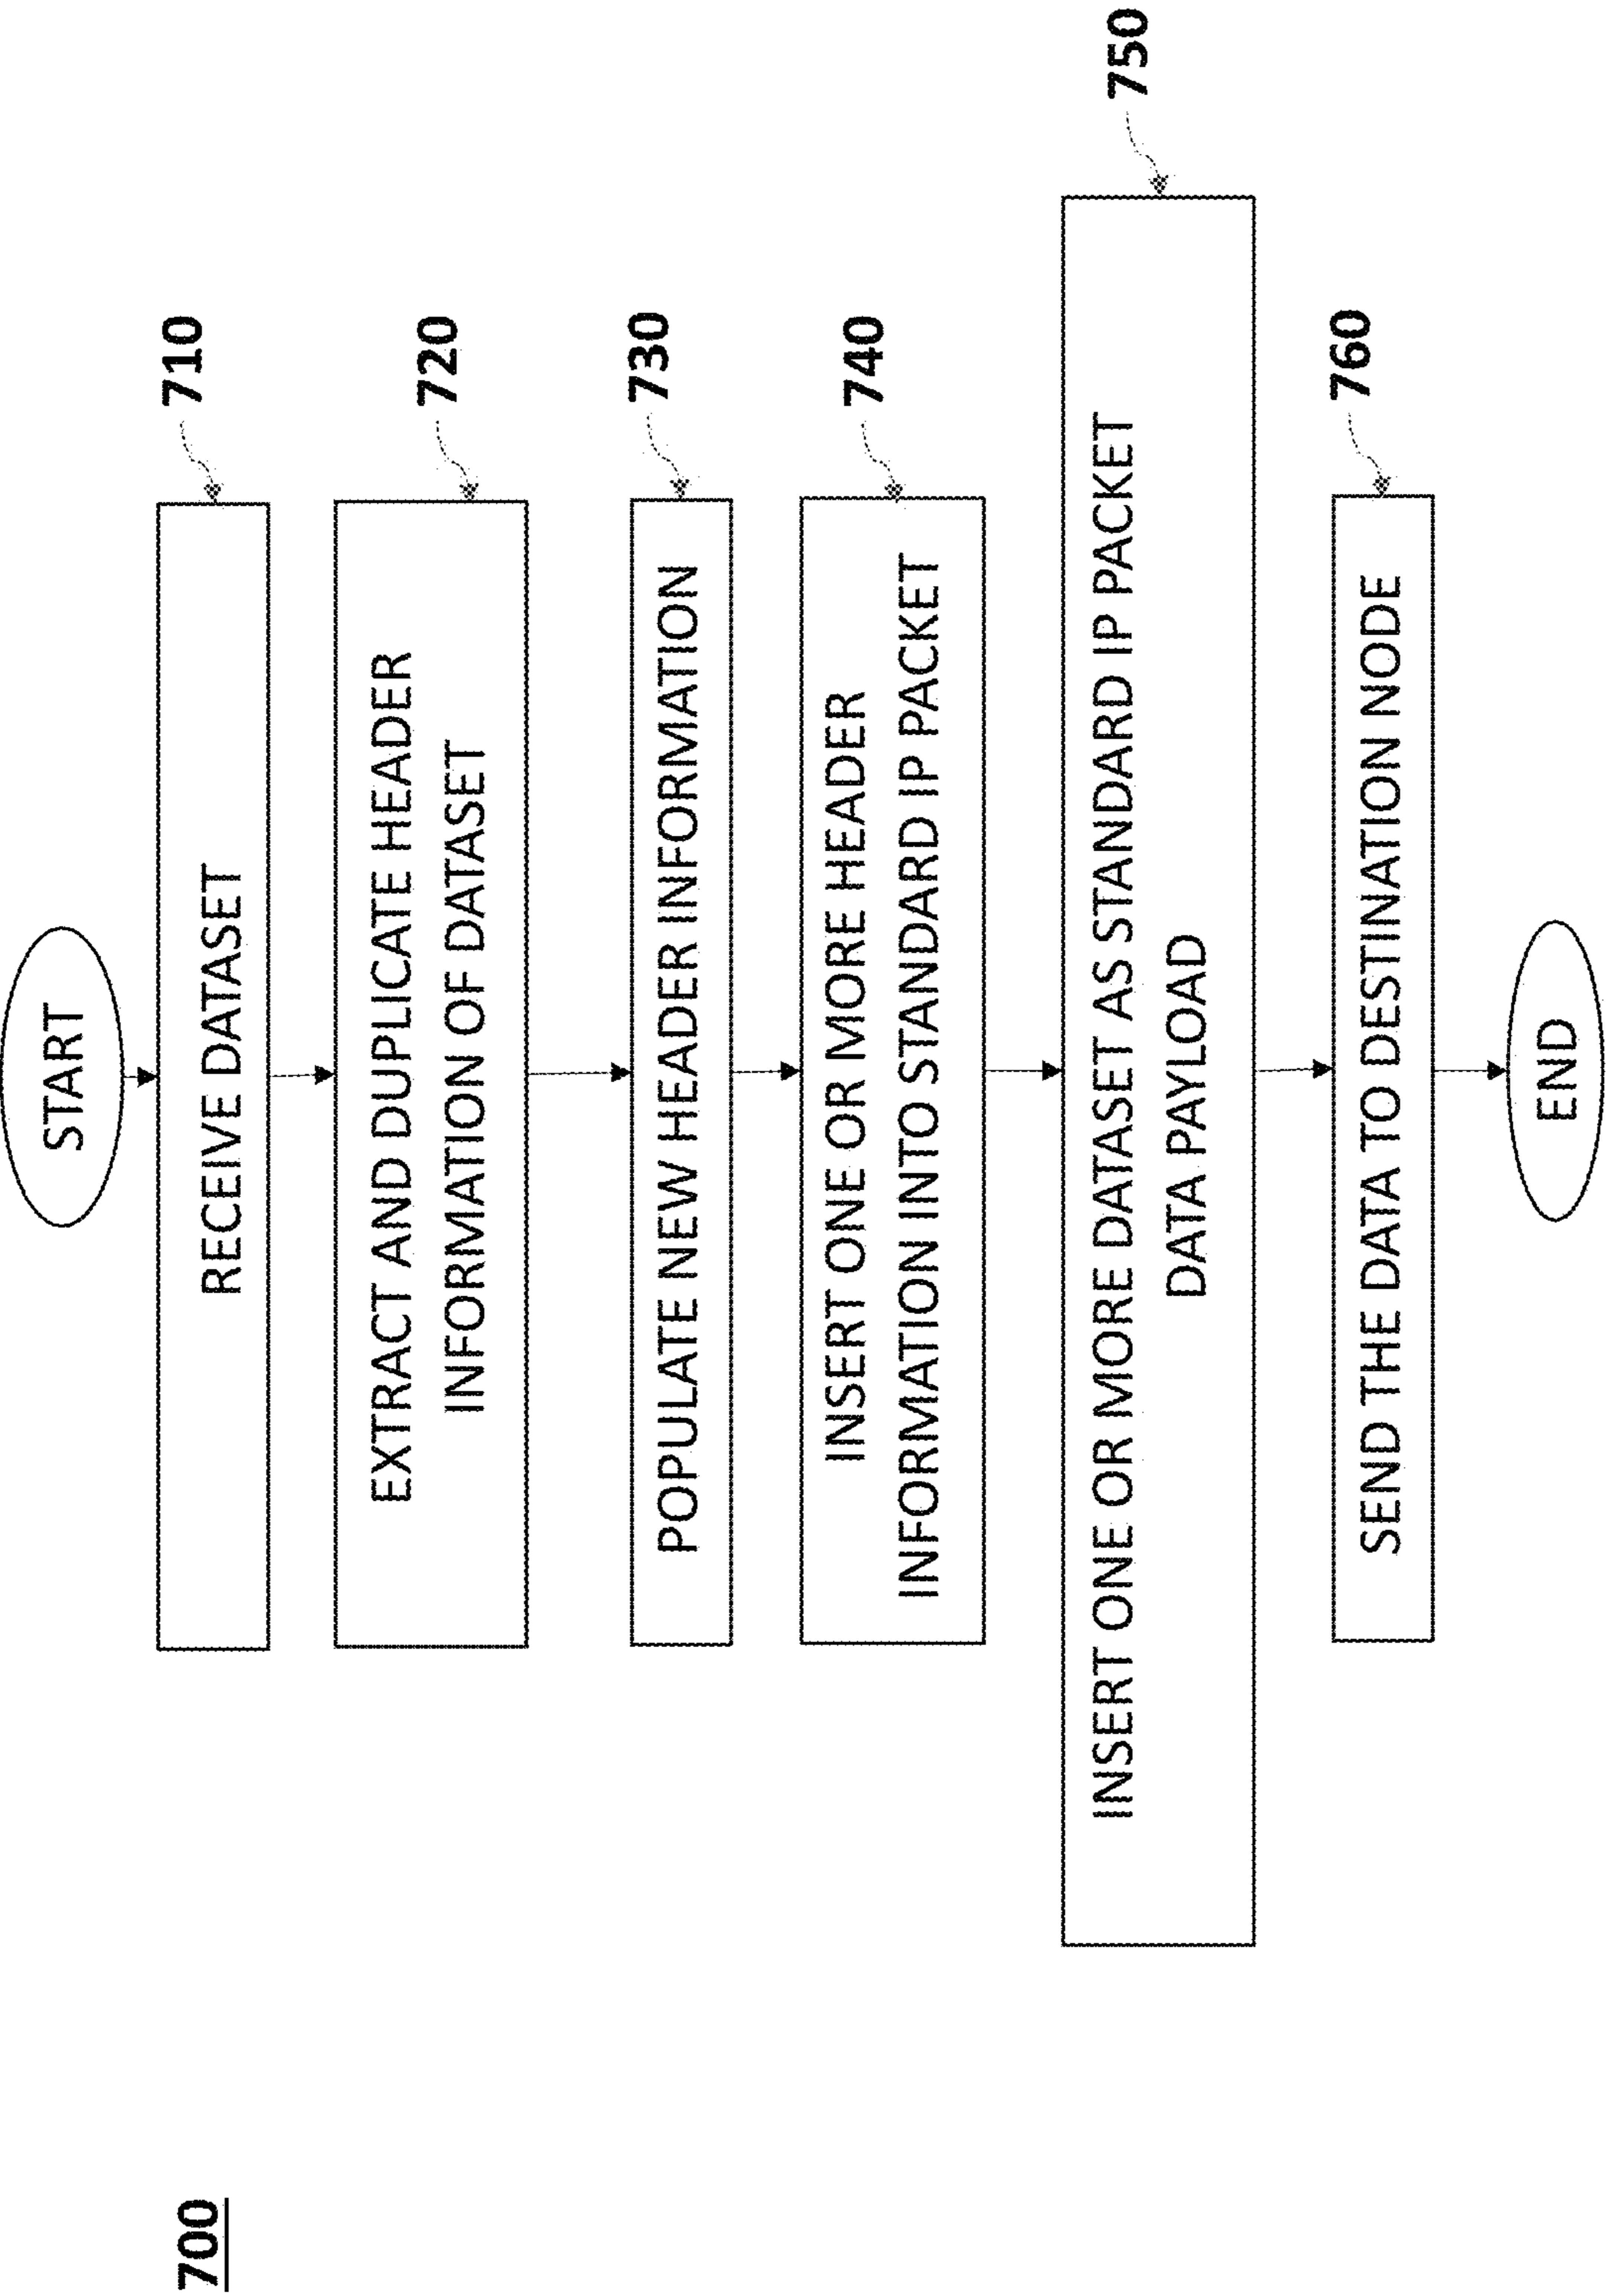 700
START
RECEIVE DATASET
710
EXTRACT AND DUPLICATE HEADER
INFORMATION OF DATASET
720
POPULATE NEW HEADER INFORMATION
730
INSERT ONE OR MORE HEADER
INFORMATION INTO STANDARD IP PACKET
740
INSERT ONE OR MORE DATASET AS STANDARD IP PACKET
DATA PAYLOAD
750
SEND THE DATA TO DESTINATION NODE
760
END